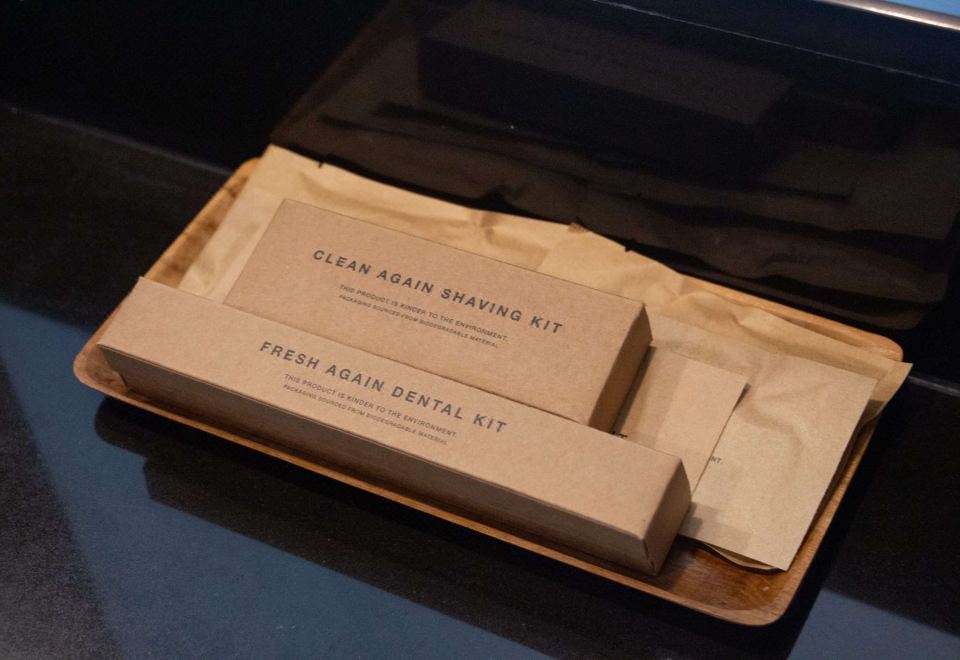 CLEAN AGAIN SHAVING KIT
THIS PRODUCT IS KINDER TO THE ENVIRONMENT.
PACKAGING SOURCED FROM BIODEGRADABLE MATERIAL
FRESH AGAIN DENTAL KIT
THIS PRODUCT IS KINDER TO THE ENVIRONMENT.
PACKAGING SOURCED FROM BIODEGRADABLE MATERIAL